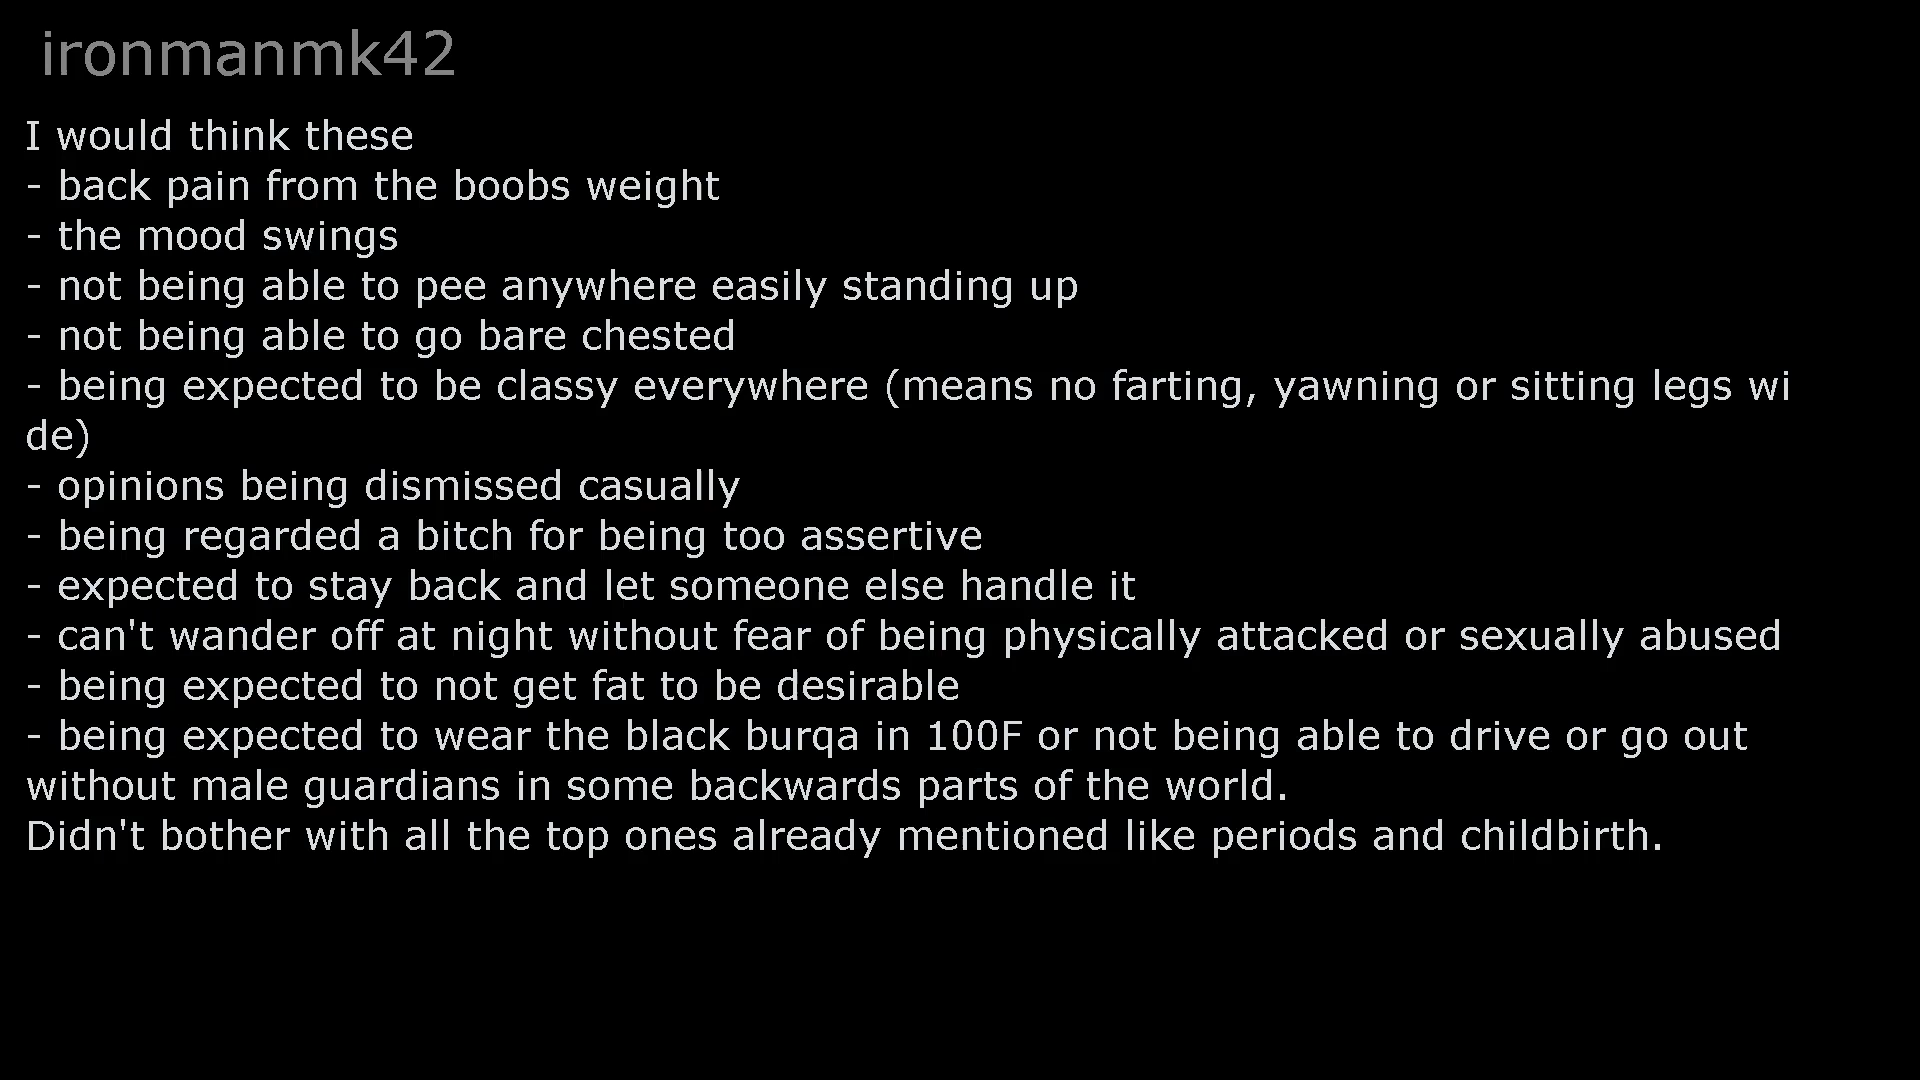 ironmanmk42
I would think these
- back pain from the boobs weight
- the mood swings
- not being able to pee anywhere easily standing up
- not being able to go bare chested
- being expected to be classy everywhere (means no farting, yawning or sitting legs wi
de)
- opinions being dismissed casually
- being regarded a bitch for being too assertive
- expected to stay back and let someone else handle it
- can't wander off at night without fear of being physically attacked or sexually abused
- being expected to not get fat to be desirable
- being expected to wear the black burqa in 100F or not being able to drive or go out
without male guardians in some backwards parts of the world.
Didn't bother with all the top ones already mentioned like periods and childbirth.